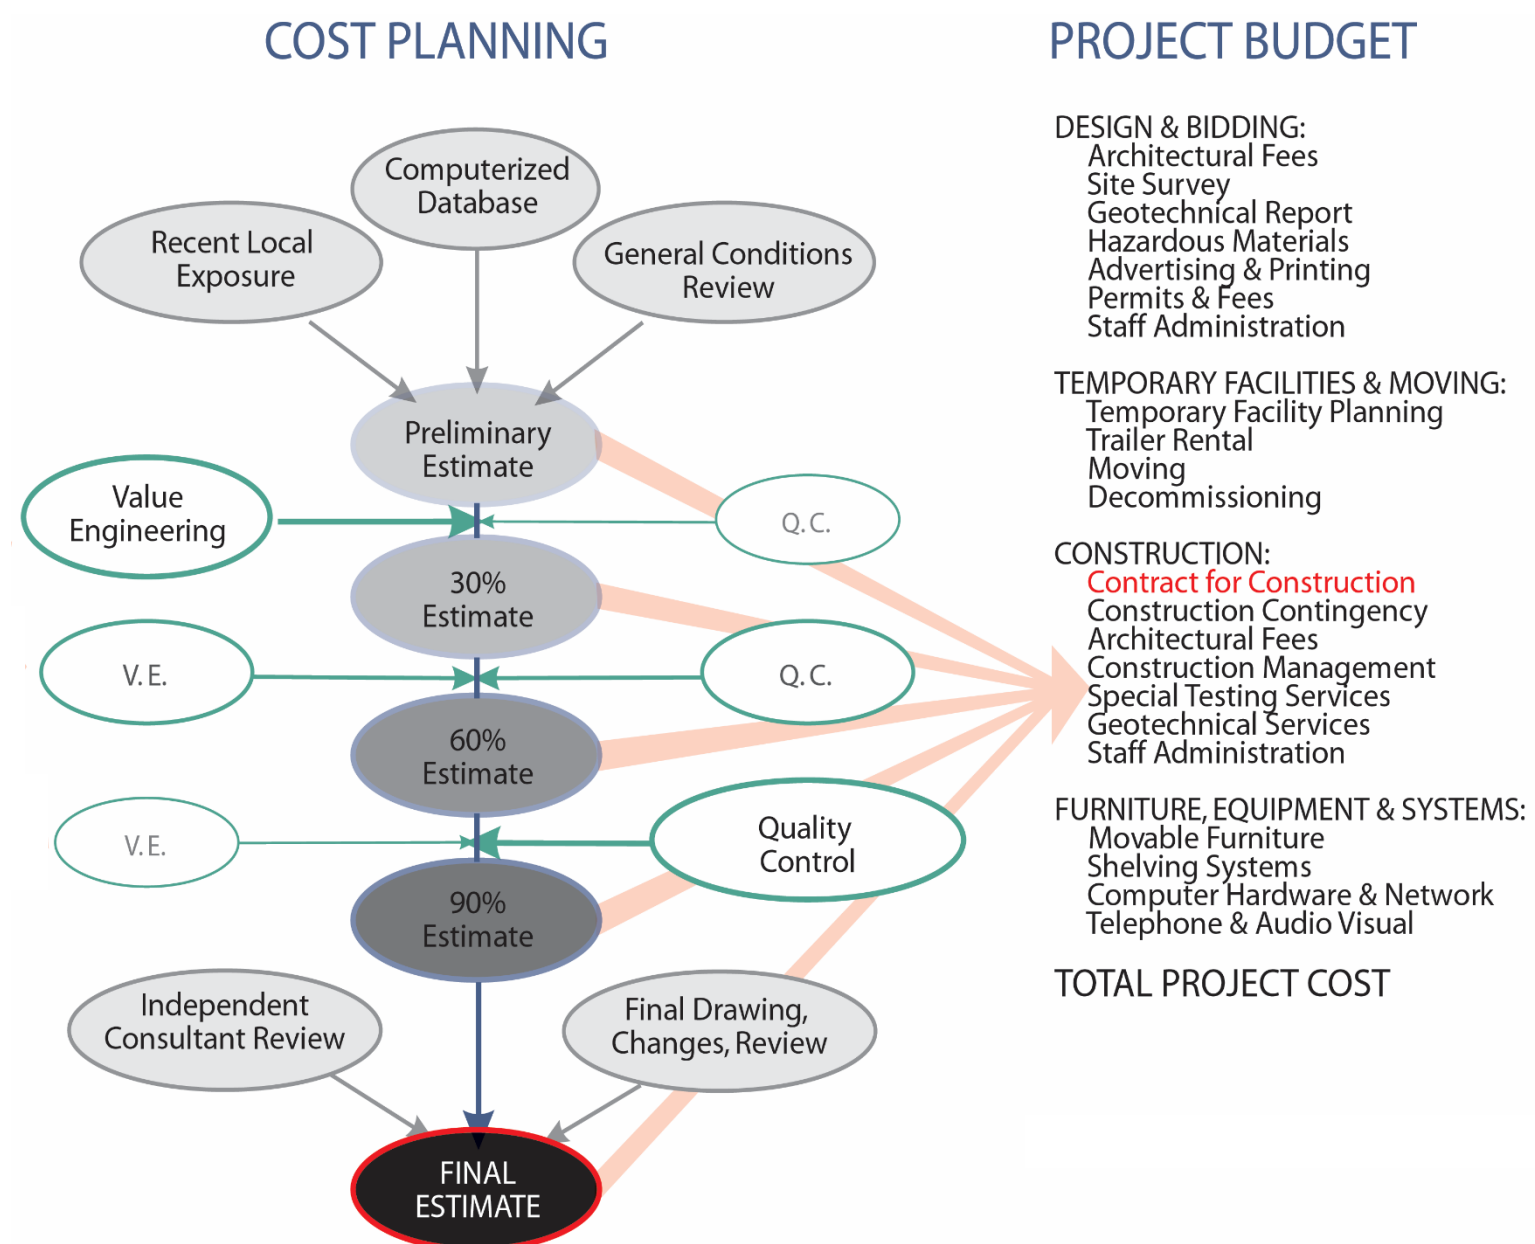 COST PLANNING
Computerized
Database
Recent Local
Exposure
General Conditions
Review
Preliminary
Estimate
Value
Engineering
Q.C.
30%
Estimate
V.E.
Q.C.
60%
Estimate
V.E.
Quality
Control
90%
Estimate
Independent
Consultant Review
Final Drawing,
Changes, Review
FINAL
ESTIMATE
PROJECT BUDGET
DESIGN & BIDDING:
Architectural Fees
Site Survey
Geotechnical Report
Hazardous Materials
Advertising & Printing
Permits & Fees
Staff Administration
TEMPORARY FACILITIES & MOVING:
Temporary Facility Planning
Trailer Rental
Moving
Decommissioning
CONSTRUCTION:
Contract for Construction
Construction Contingency
Architectural Fees
Construction Management
Special Testing Services
Geotechnical Services
Staff Administration
FURNITURE, EQUIPMENT & SYSTEMS:
Movable Furniture
Shelving Systems
Computer Hardware & Network
Telephone & Audio Visual
TOTAL PROJECT COST